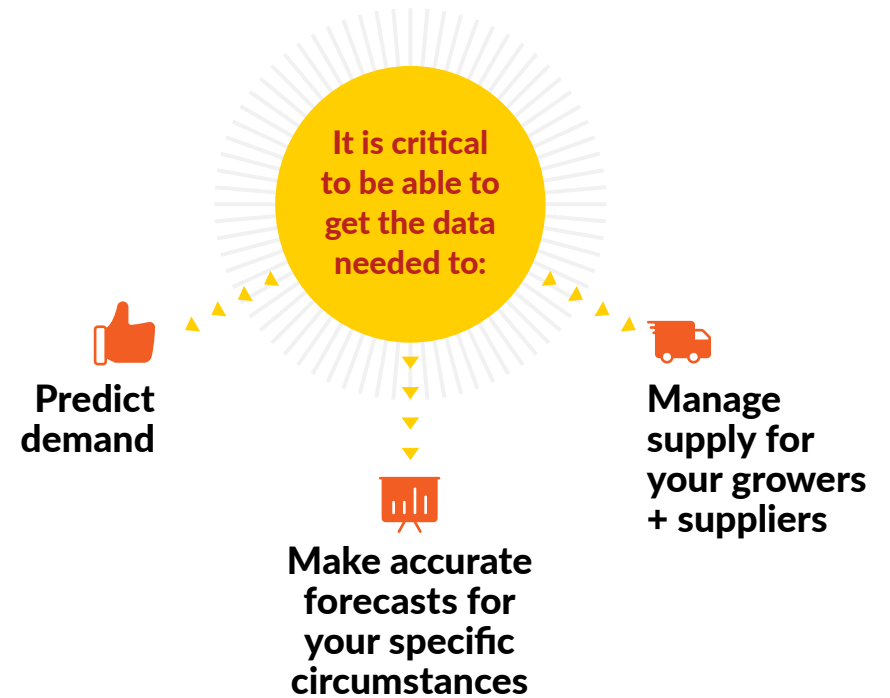 It is critical
to be able to
get the data
needed to:
Predict
demand
Make accurate
forecasts for
your specific
circumstances
Manage
supply for
your growers
+ suppliers